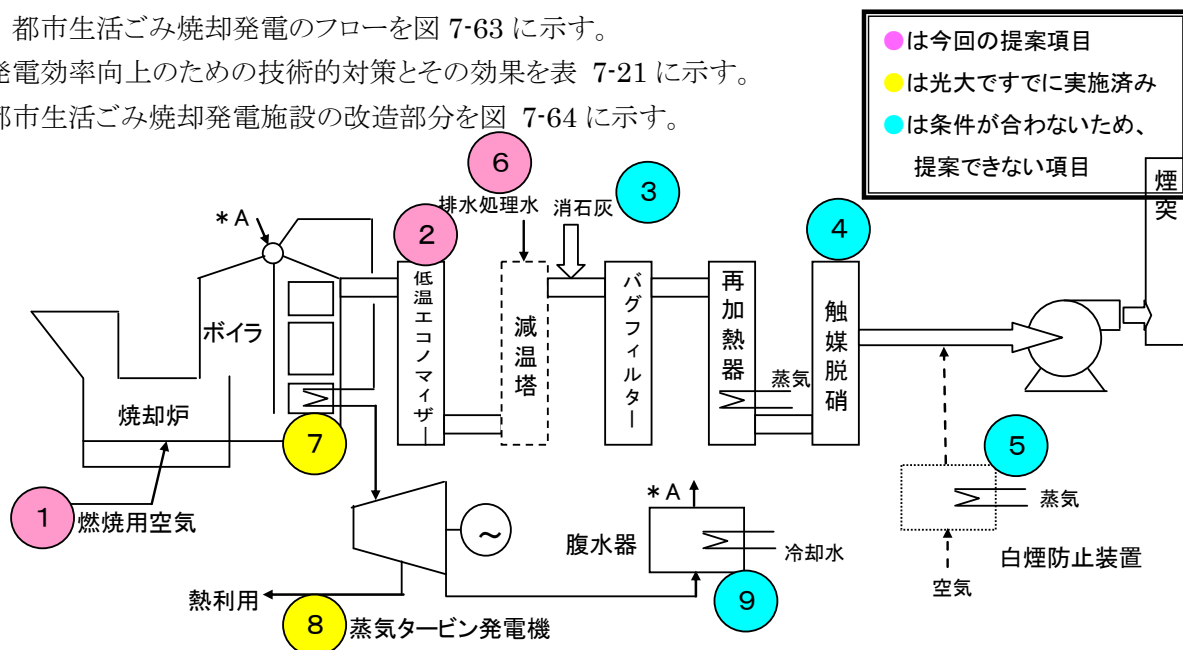 都市生活ごみ焼却発電のフローを図 7-63 に示す。
発電効率向上のための技術的対策とその効果を表 7-21 に示す。
都市生活ごみ焼却発電施設の改造部分を図 7-64 に示す。
●は今回の提案項目
●は光大ですでに実施済み
●は条件が合わないため、
提案できない項目
煙突
6
3
排水処理水
消石灰
4
2
*A
低温エコノマイザー
減温塔
バグフィルター
再加熱器
触媒脱硝
ボイラ
蒸気
焼却炉
7
5
1
燃焼用空気
~
*A
腹水器
冷却水
蒸気
白煙防止装置
空気
熱利用
8
蒸気タービン発電機
9